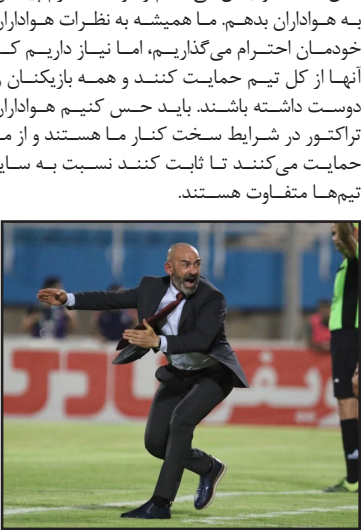 به هواداران بدهم. ما همیشه به نظرات هواداران
خودمان احترام می‌گذاریم، اما نیاز داریم که
آنها از کل تیم حمایت کنند و همه بازیکنان را
دوست داشته باشند. باید حس کنیم هواداران
تراکتور در شرایط سخت کنار ما هستند و از ما
حمایت می‌کنند تا ثابت کنند نسبت به سایر
تیم‌ها متفاوت هستند.